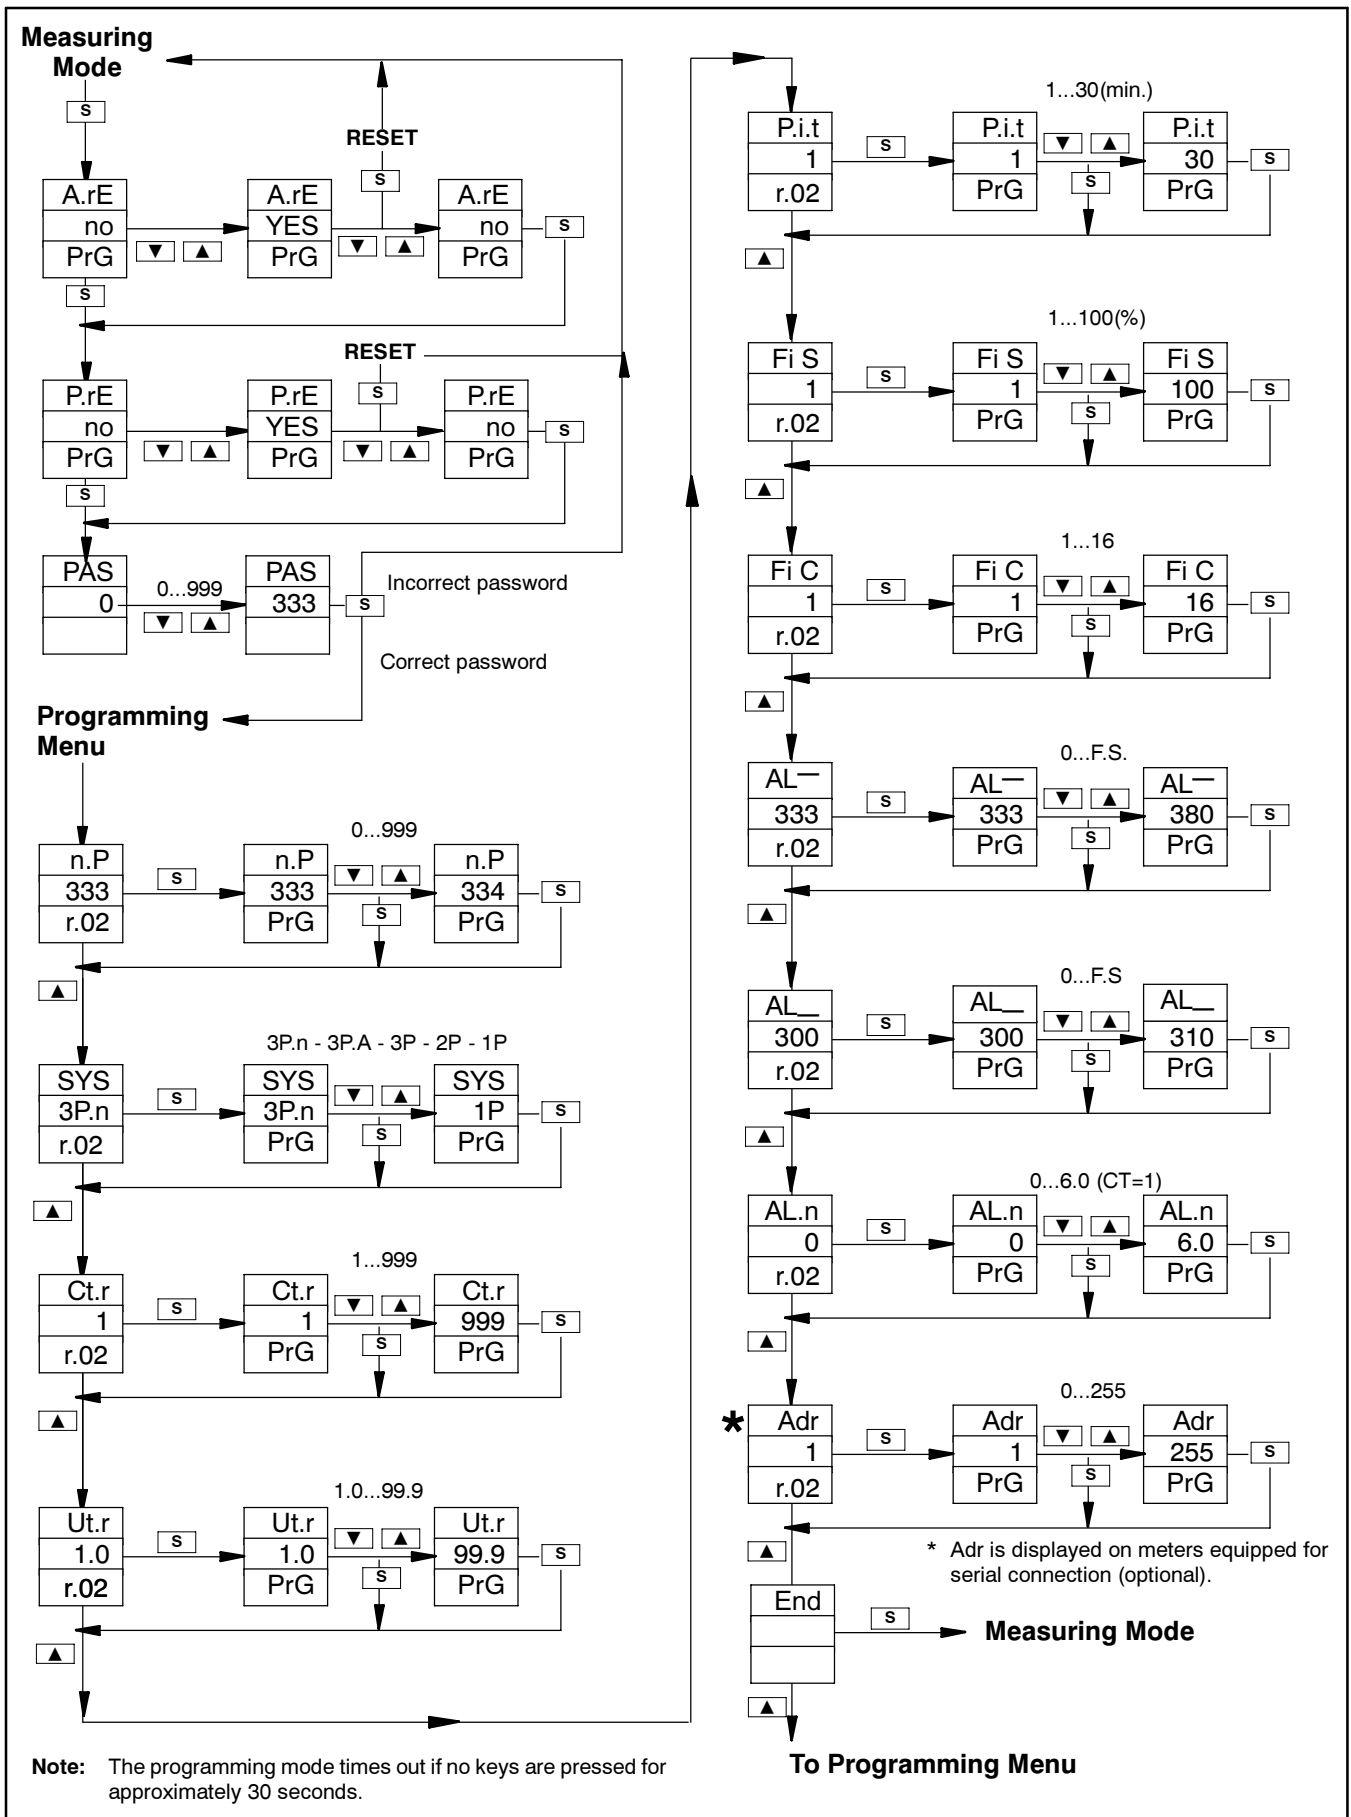 Measuring
Mode
S
RESET
S
A.rE
no
PrG
▼ ▲
A.rE
YES
PrG
▼ ▲
A.rE
no
PrG
S
S
RESET
S
P.rE
no
PrG
▼ ▲
P.rE
YES
PrG
▼ ▲
P.rE
no
PrG
S
S
PAS
0
0...999
▼ ▲
PAS
333
S
Incorrect password
Correct password
Programming
Menu
0...999
n.P
333
r.02
S
n.P
333
PrG
▼ ▲
S
n.P
334
PrG
S
▲
3P.n - 3P.A - 3P - 2P - 1P
SYS
3P.n
r.02
S
SYS
3P.n
PrG
▼ ▲
S
SYS
1P
PrG
S
▲
1...999
Ct.r
1
r.02
S
Ct.r
1
PrG
▼ ▲
S
Ct.r
999
PrG
S
▲
1.0...99.9
Ut.r
1.0
r.02
S
Ut.r
1.0
PrG
▼ ▲
S
Ut.r
99.9
PrG
S
▲
Note: The programming mode times out if no keys are pressed for
approximately 30 seconds.
1...30(min.)
P.i.t
1
r.02
S
P.i.t
1
PrG
▼ ▲
S
P.i.t
30
PrG
S
▲
1...100(%)
Fi S
1
r.02
S
Fi S
1
PrG
▼ ▲
S
Fi S
100
PrG
S
▲
1...16
Fi C
1
r.02
S
Fi C
1
PrG
▼ ▲
S
Fi C
16
PrG
S
▲
0...F.S.
AL¯
333
r.02
S
AL¯
333
PrG
▼ ▲
S
AL¯
380
PrG
S
▲
0...F.S
AL_
300
r.02
S
AL_
300
PrG
▼ ▲
S
AL_
310
PrG
S
▲
0...6.0 (CT=1)
AL.n
0
r.02
S
AL.n
0
PrG
▼ ▲
S
AL.n
6.0
PrG
S
▲
0...255
* Adr
1
r.02
S
Adr
1
PrG
▼ ▲
S
Adr
255
PrG
S
▲
* Adr is displayed on meters equipped for
serial connection (optional).
End
S
Measuring Mode
▲
To Programming Menu